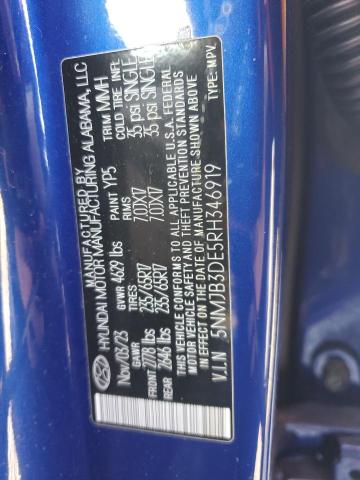 MANUFACTURED BY
HYUNDAI MOTOR MANUFACTURING ALABAMA, LLC
Nov/03/23 GVWR 4629 lbs PAINT YP5 TRIM MMH
GAWR TIRES RIMS COLD TIRE INFL.
FRONT 2778 lbs 235/65R17 7.0JX17 35 psi SINGLE
REAR 2646 lbs 235/65R17 7.0JX17 35 psi SINGLE
THIS VEHICLE CONFORMS TO ALL APPLICABLE U.S.A. FEDERAL
MOTOR VEHICLE SAFETY AND THEFT PREVENTION STANDARDS
IN EFFECT ON THE DATE OF MANUFACTURE SHOWN ABOVE.
V.I.N 5NMJB3DE5RH346919 TYPE: MPV.